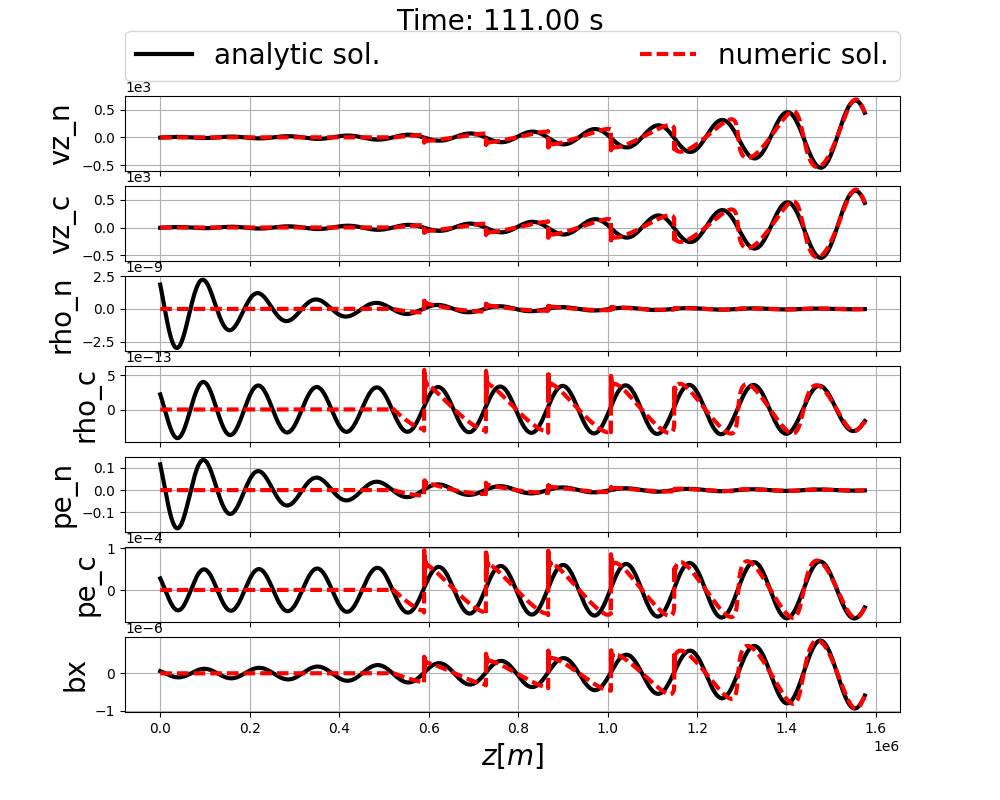 Time: 111.00 s
analytic sol.
numeric sol.
1e3
vz_n
0.5
0.0
−0.5
1e3
vz_c
0.5
0.0
−0.5
1e−9
rho_n
2.5
0.0
−2.5
1e−13
rho_c
5
0
pe_n
0.1
0.0
−0.1
1e−4
pe_c
1
0
1e−6
bx
0
−1
0.0 0.2 0.4 0.6 0.8 1.0 1.2 1.4 1.6
1e6
z[m]